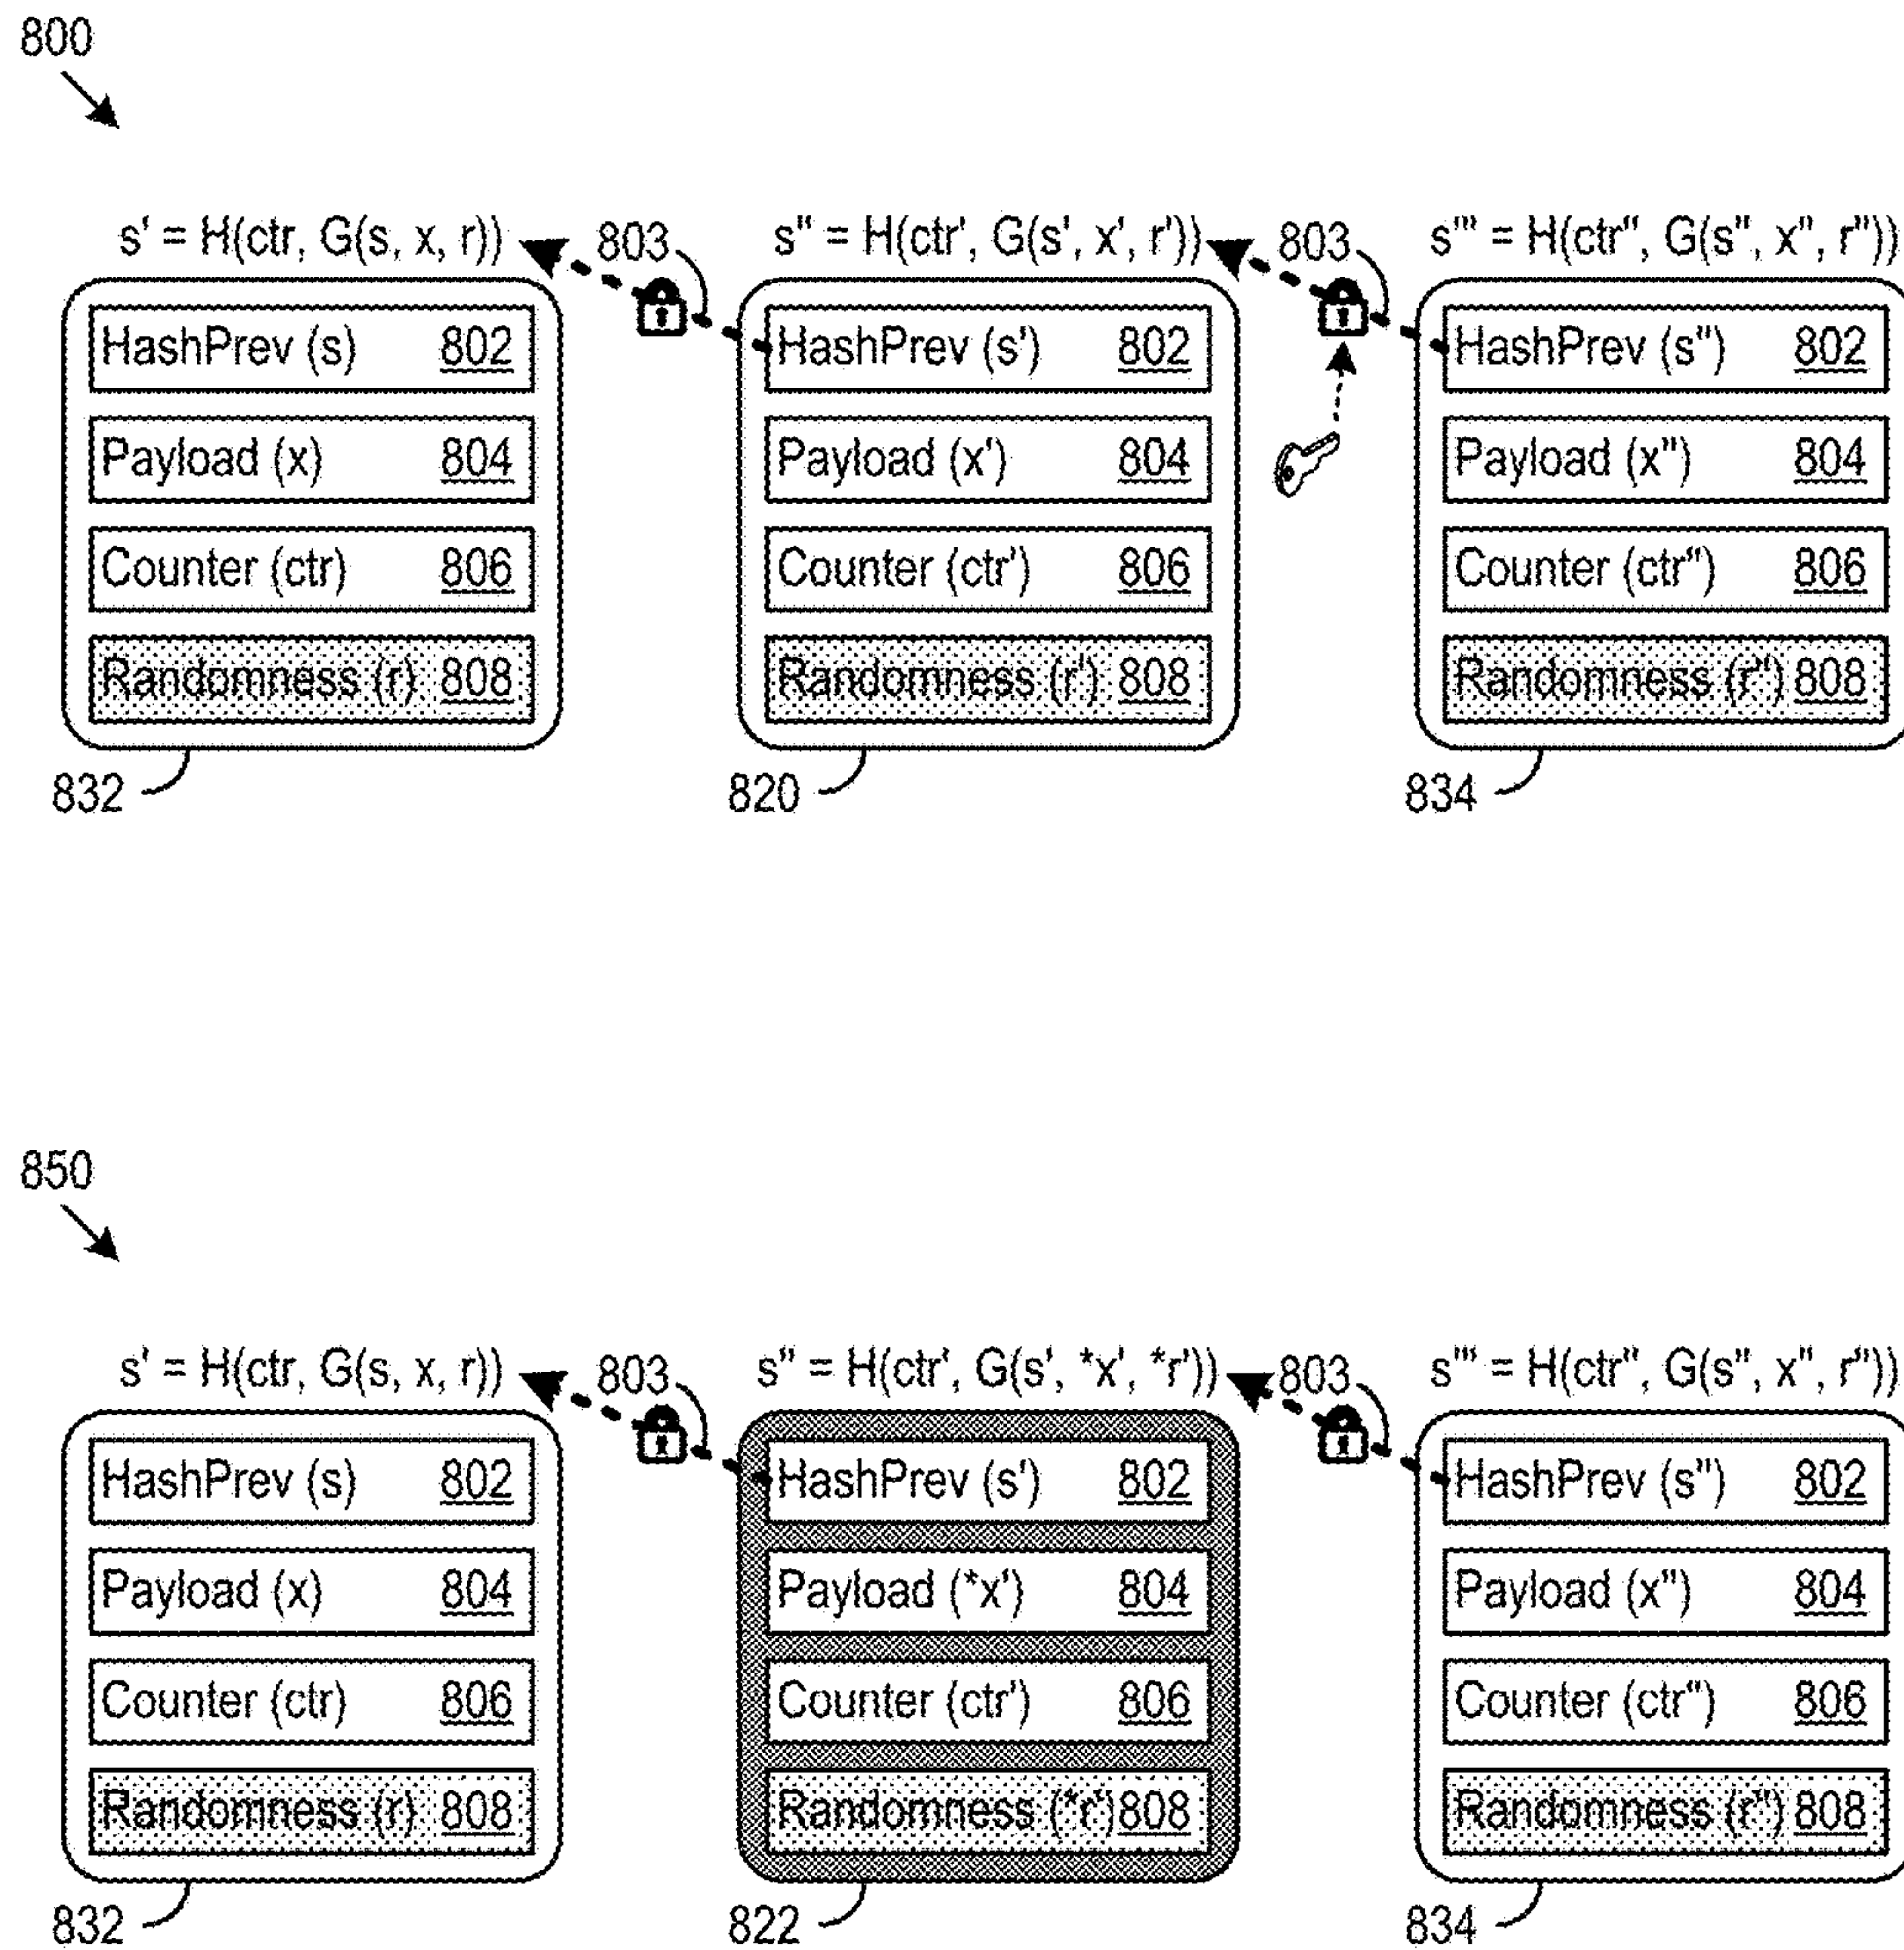 800
s' = H(ctr, G(s, x, r)) 803 s'' = H(ctr', G(s', x', r')) 803 s''' = H(ctr'', G(s'', x'', r''))
HashPrev (s) 802 HashPrev (s') 802 HashPrev (s'') 802
Payload (x) 804 Payload (x') 804 Payload (x'') 804
Counter (ctr) 806 Counter (ctr') 806 Counter (ctr'') 806
Randomness (r) 808 Randomness (r') 808 Randomness (r'') 808
832 820 834
850
s' = H(ctr, G(s, x, r)) 803 s'' = H(ctr', G(s', *x', *r')) 803 s''' = H(ctr'', G(s'', x'', r''))
HashPrev (s) 802 HashPrev (s') 802 HashPrev (s'') 802
Payload (x) 804 Payload (*x') 804 Payload (x'') 804
Counter (ctr) 806 Counter (ctr') 806 Counter (ctr'') 806
Randomness (r) 808 Randomness (*r') 808 Randomness (r'') 808
832 822 834